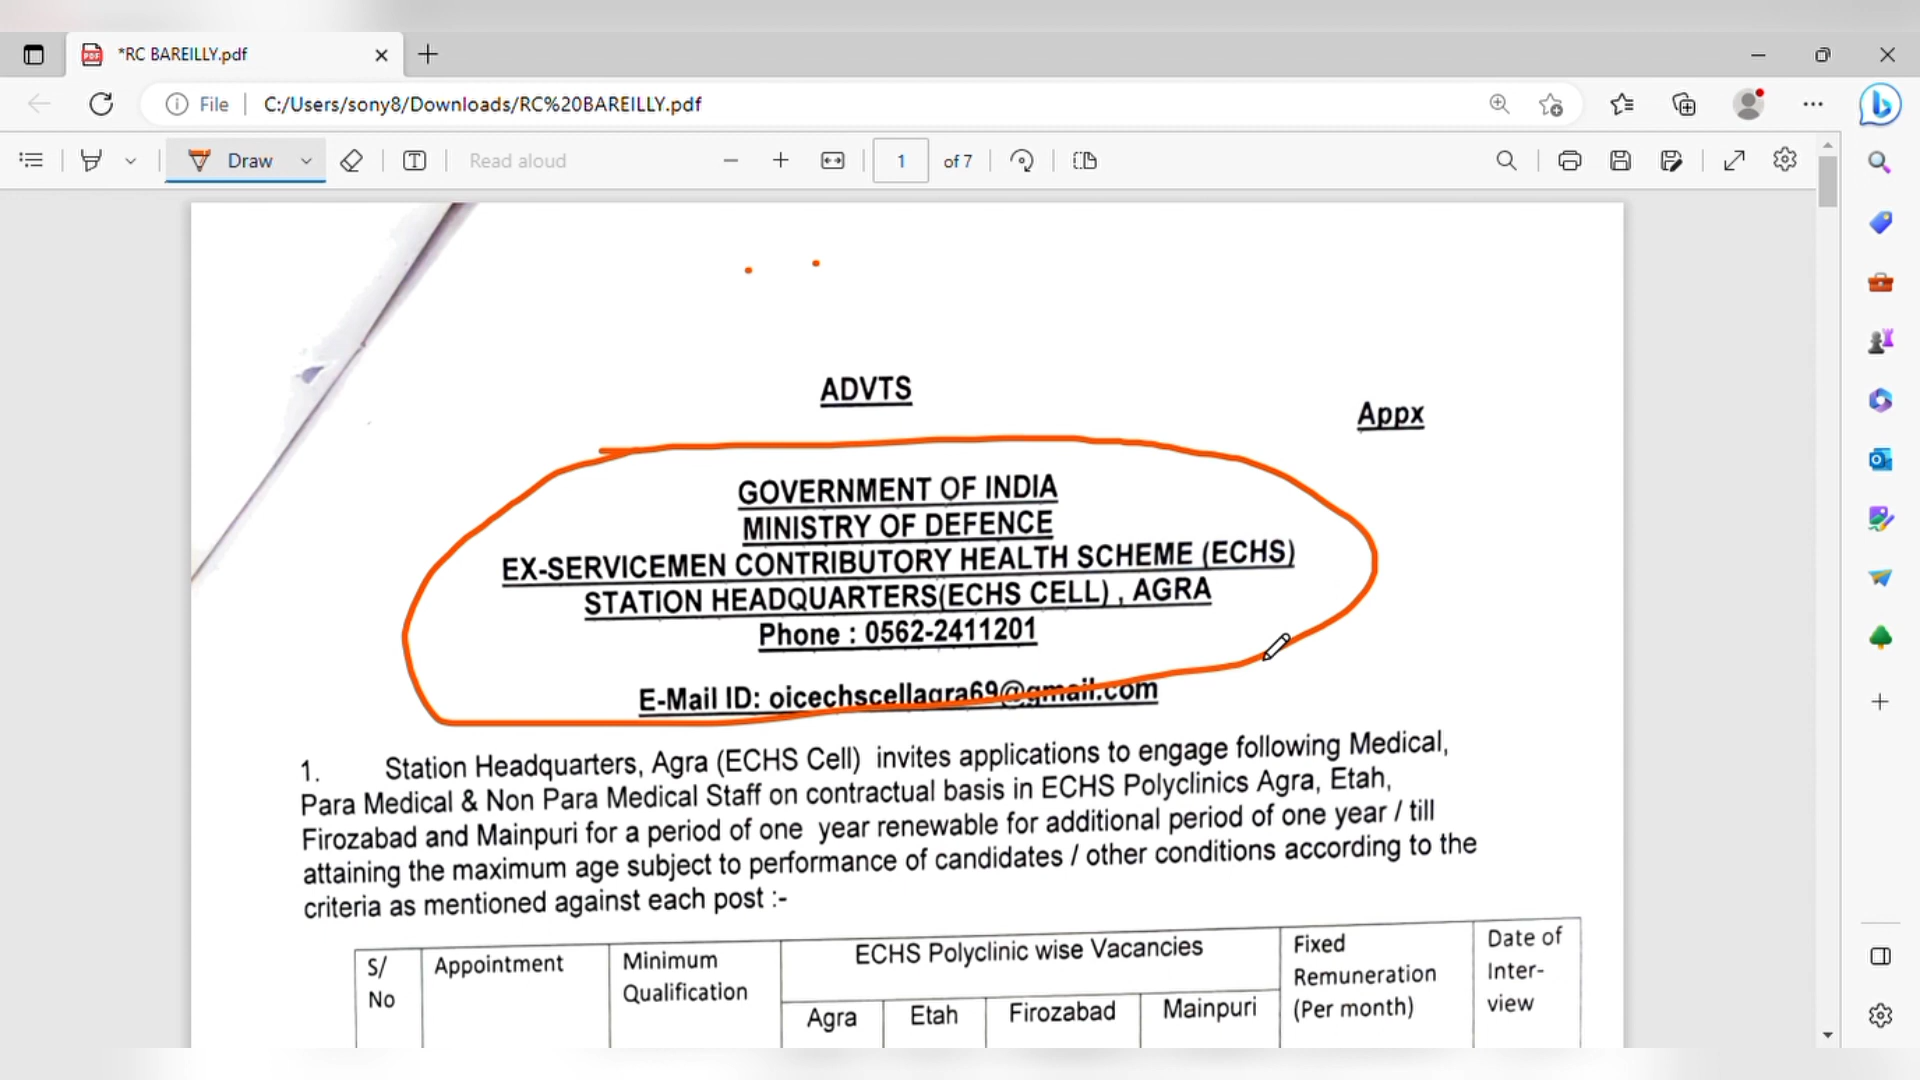 *RC BAREILLY.pdf
File
C:/Users/sony8/Downloads/RC%20BAREILLY.pdf
Draw
Read aloud
1 of 7
ADVTS
Appx
GOVERNMENT OF INDIA
MINISTRY OF DEFENCE
EX-SERVICEMEN CONTRIBUTORY HEALTH SCHEME (ECHS)
STATION HEADQUARTERS(ECHS CELL) , AGRA
Phone : 0562-2411201
E-Mail ID: oicechscellagra69@gmail.com
1. Station Headquarters, Agra (ECHS Cell) invites applications to engage following Medical,
Para Medical & Non Para Medical Staff on contractual basis in ECHS Polyclinics Agra, Etah,
Firozabad and Mainpuri for a period of one year renewable for additional period of one year / till
attaining the maximum age subject to performance of candidates / other conditions according to the
criteria as mentioned against each post :-
S/
No
Appointment
Minimum
Qualification
ECHS Polyclinic wise Vacancies
Agra
Etah
Firozabad
Mainpuri
Fixed
Remuneration
(Per month)
Date of
Inter-
view